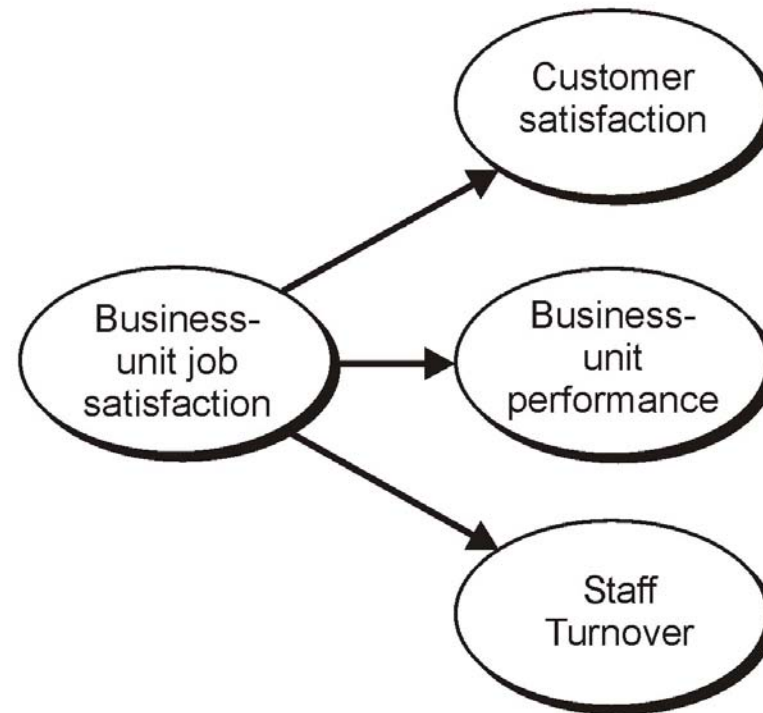 Customer
satisfaction
Business-
unit job
satisfaction
Business-
unit
performance
Staff
Turnover